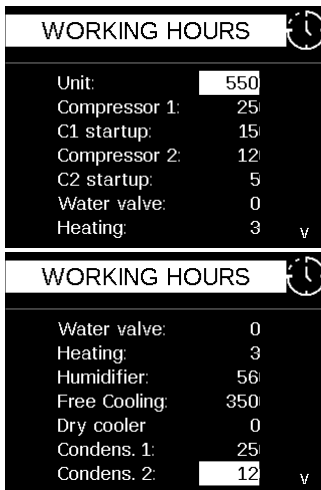 WORKING HOURS
Unit: 550
Compressor 1: 25
C1 startup: 15
Compressor 2: 12
C2 startup: 5
Water valve: 0
Heating: 3
v
WORKING HOURS
Water valve: 0
Heating: 3
Humidifier: 56
Free Cooling: 350
Dry cooler 0
Condens. 1: 25
Condens. 2: 12
v